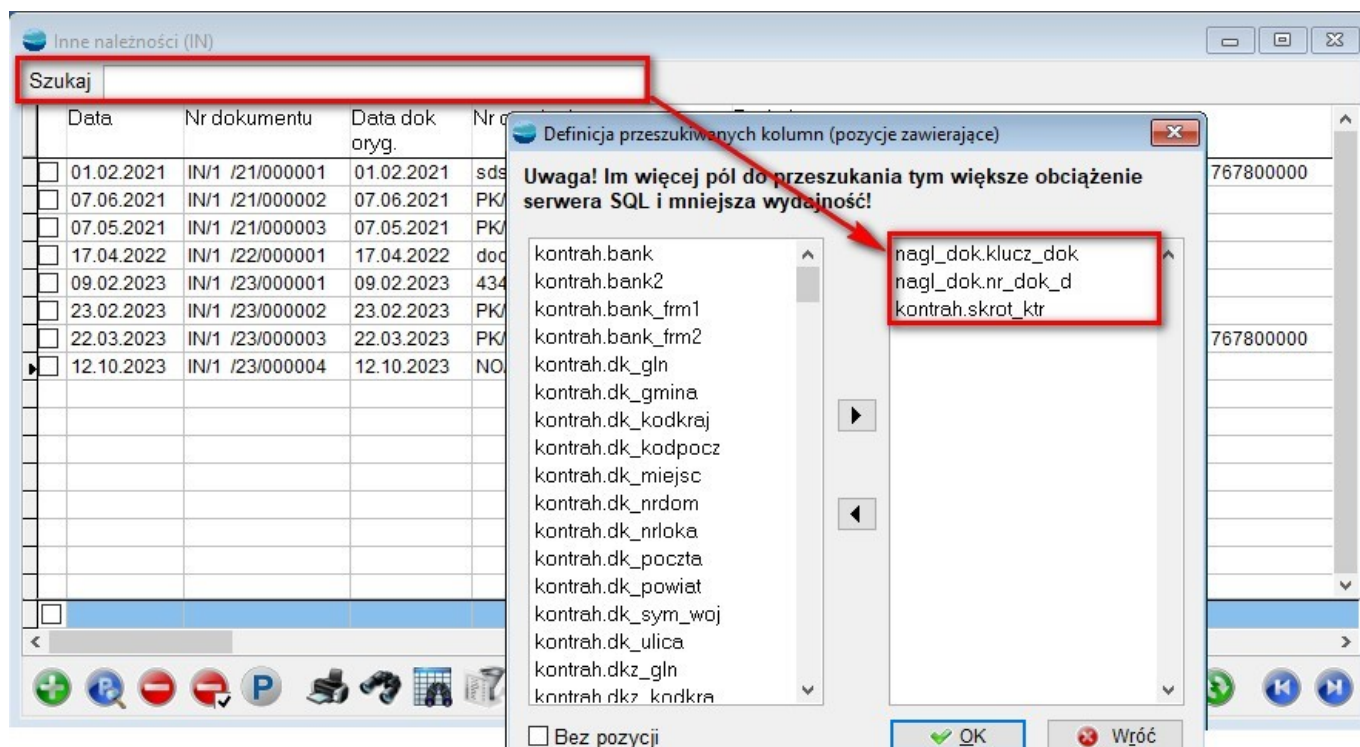 Inne należności (IN)
Szukaj
Data Nr dokumentu Data dok oryg.
01.02.2021 IN/1 /21/000001 01.02.2021 sds 767800000
07.06.2021 IN/1 /21/000002 07.06.2021 PK/
07.05.2021 IN/1 /21/000003 07.05.2021 PK/
17.04.2022 IN/1 /22/000001 17.04.2022
09.02.2023 IN/1 /23/000001 09.02.2023 434
23.02.2023 IN/1 /23/000002 23.02.2023 PK/
22.03.2023 IN/1 /23/000003 22.03.2023 PK/ 767800000
12.10.2023 IN/1 /23/000004 12.10.2023 NO
P
Definicja przeszukiwanych kolumn (pozycje zawierające)
Uwaga! Im więcej pól do przeszukania tym większe obciążenie
serwera SQL i mniejsza wydajność!
kontrah.bank
kontrah.bank2
kontrah.bank_frm1
kontrah.bank_frm2
kontrah.dk_gln
kontrah.dk_gmina
kontrah.dk_kodkraj
kontrah.dk_kodpocz
kontrah.dk_miejsc
kontrah.dk_nrdom
kontrah.dk_nrloka
kontrah.dk_poczta
kontrah.dk_powiat
kontrah.dk_sym_woj
kontrah.dk_ulica
kontrah.dkz_gln
kontrah.dkz_kodkra
nagl_dok.klucz_dok
nagl_dok.nr_dok_d
kontrah.skrot_ktr
Bez pozycji
OK
Wróć